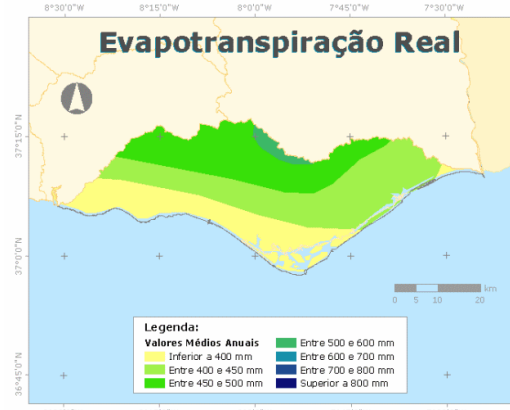 8°30'0"W 8°15'0"W 8°0'0"W 7°45'0"W 7°30'0"W
Evapotranspiração Real
37°15'0"N
37°0'0"N
36°45'0"N
km
0 5 10 20
Legenda:
Valores Médios Anuais
Inferior a 400 mm
Entre 400 e 450 mm
Entre 450 e 500 mm
Entre 500 e 600 mm
Entre 600 e 700 mm
Entre 700 e 800 mm
Superior a 800 mm